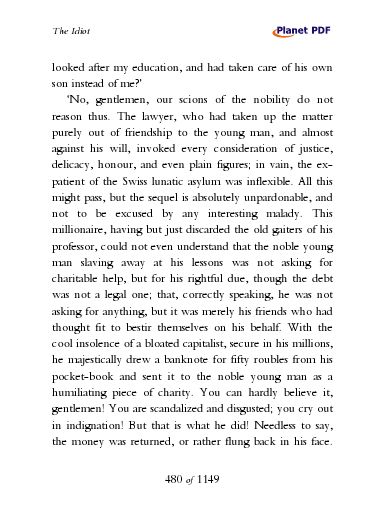 The Idiot
Planet PDF
looked after my education, and had taken care of his own
son instead of me?’
‘No, gentlemen, our scions of the nobility do not
reason thus. The lawyer, who had taken up the matter
purely out of friendship to the young man, and almost
against his will, invoked every consideration of justice,
delicacy, honour, and even plain figures; in vain, the ex-
patient of the Swiss lunatic asylum was inflexible. All this
might pass, but the sequel is absolutely unpardonable, and
not to be excused by any interesting malady. This
millionaire, having but just discarded the old gaiters of his
professor, could not even understand that the noble young
man slaving away at his lessons was not asking for
charitable help, but for his rightful due, though the debt
was not a legal one; that, correctly speaking, he was not
asking for anything, but it was merely his friends who had
thought fit to bestir themselves on his behalf. With the
cool insolence of a bloated capitalist, secure in his millions,
he majestically drew a banknote for fifty roubles from his
pocket-book and sent it to the noble young man as a
humiliating piece of charity. You can hardly believe it,
gentlemen! You are scandalized and disgusted; you cry out
in indignation! But that is what he did! Needless to say,
the money was returned, or rather flung back in his face.
480 of 1149